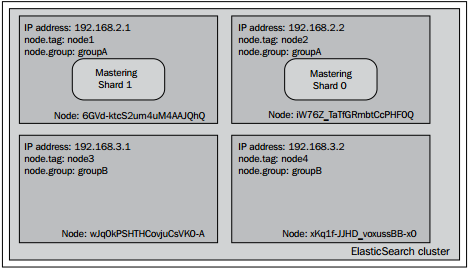 IP address: 192.168.2.1
node.tag: node1
node.group: groupA
Mastering
Shard 1
Node: 6GVd-ktcS2um4uM4AAJQhQ
IP address: 192.168.2.2
node.tag: node2
node.group: groupA
Mastering
Shard 0
Node: iW76Z_TaTfGRmbtCcPHF0Q
IP address: 192.168.3.1
node.tag: node3
node.group: groupB
Node: wJq0kPSHTHCovjuCsVK0-A
IP address: 192.168.3.2
node.tag: node4
node.group: groupB
Node: xKq1f-JJHD_voxussBB-x0
ElasticSearch cluster